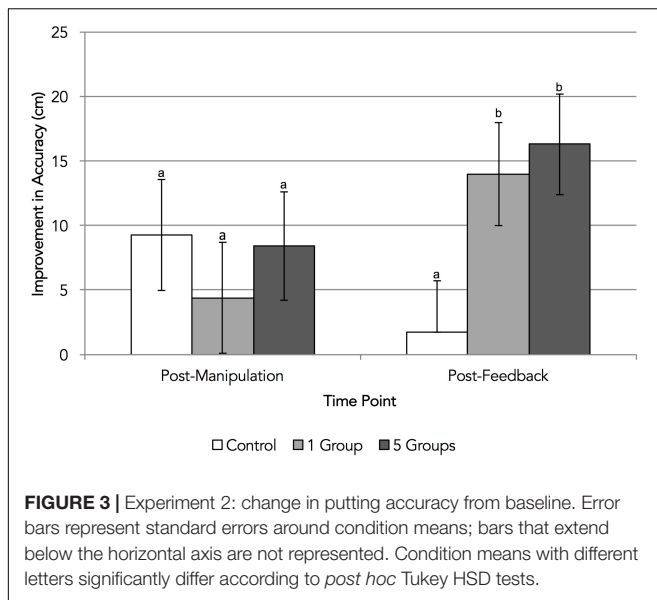 25
20
15
10
5
0
Improvement in Accuracy (cm)
a
a
a
a
b
b
Post-Manipulation
Post-Feedback
Time Point
Control
1 Group
5 Groups
FIGURE 3 | Experiment 2: change in putting accuracy from baseline. Error
bars represent standard errors around condition means; bars that extend
below the horizontal axis are not represented. Condition means with different
letters significantly differ according to post hoc Tukey HSD tests.